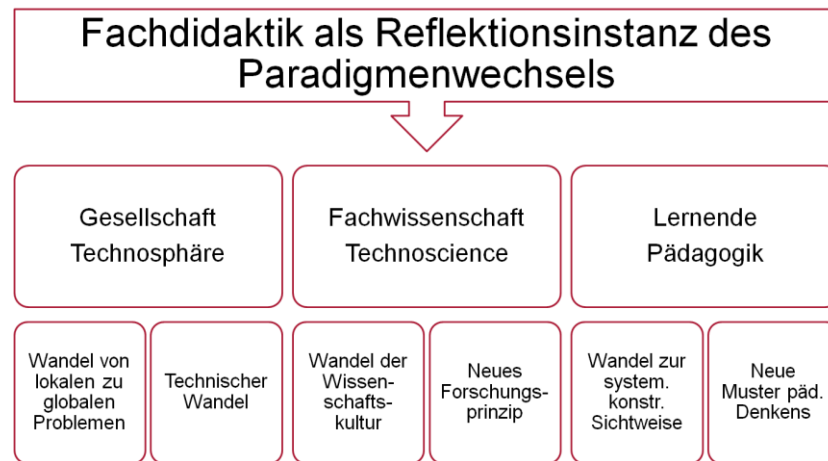 Fachdidaktik als Reflektionsinstanz des
Paradigmenwechsels
Gesellschaft
Technosphäre
Fachwissenschaft
Technoscience
Lernende
Pädagogik
Wandel von
lokalen zu
globalen
Problemen
Technischer
Wandel
Wandel der
Wissen-
schafts-
kultur
Neues
Forschungs-
prinzip
Wandel zur
system.
konstr.
Sichtweise
Neue
Muster päd.
Denkens